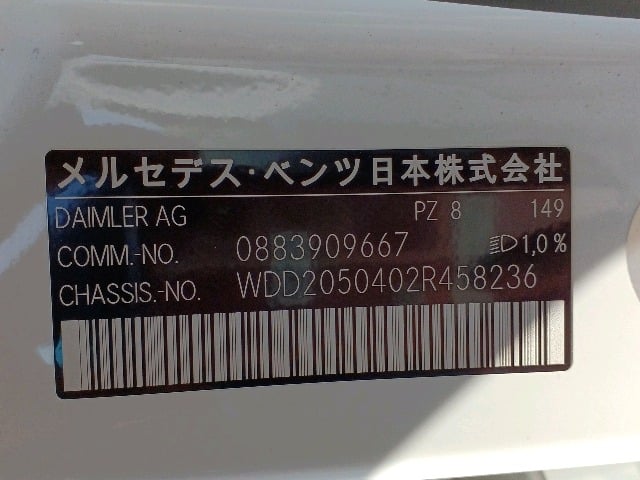 メルセデス・ベンツ日本株式会社
DAIMLER AG PZ 8 149
COMM.-NO. 0883909667 1,0%
CHASSIS.-NO. WDD2050402R458236